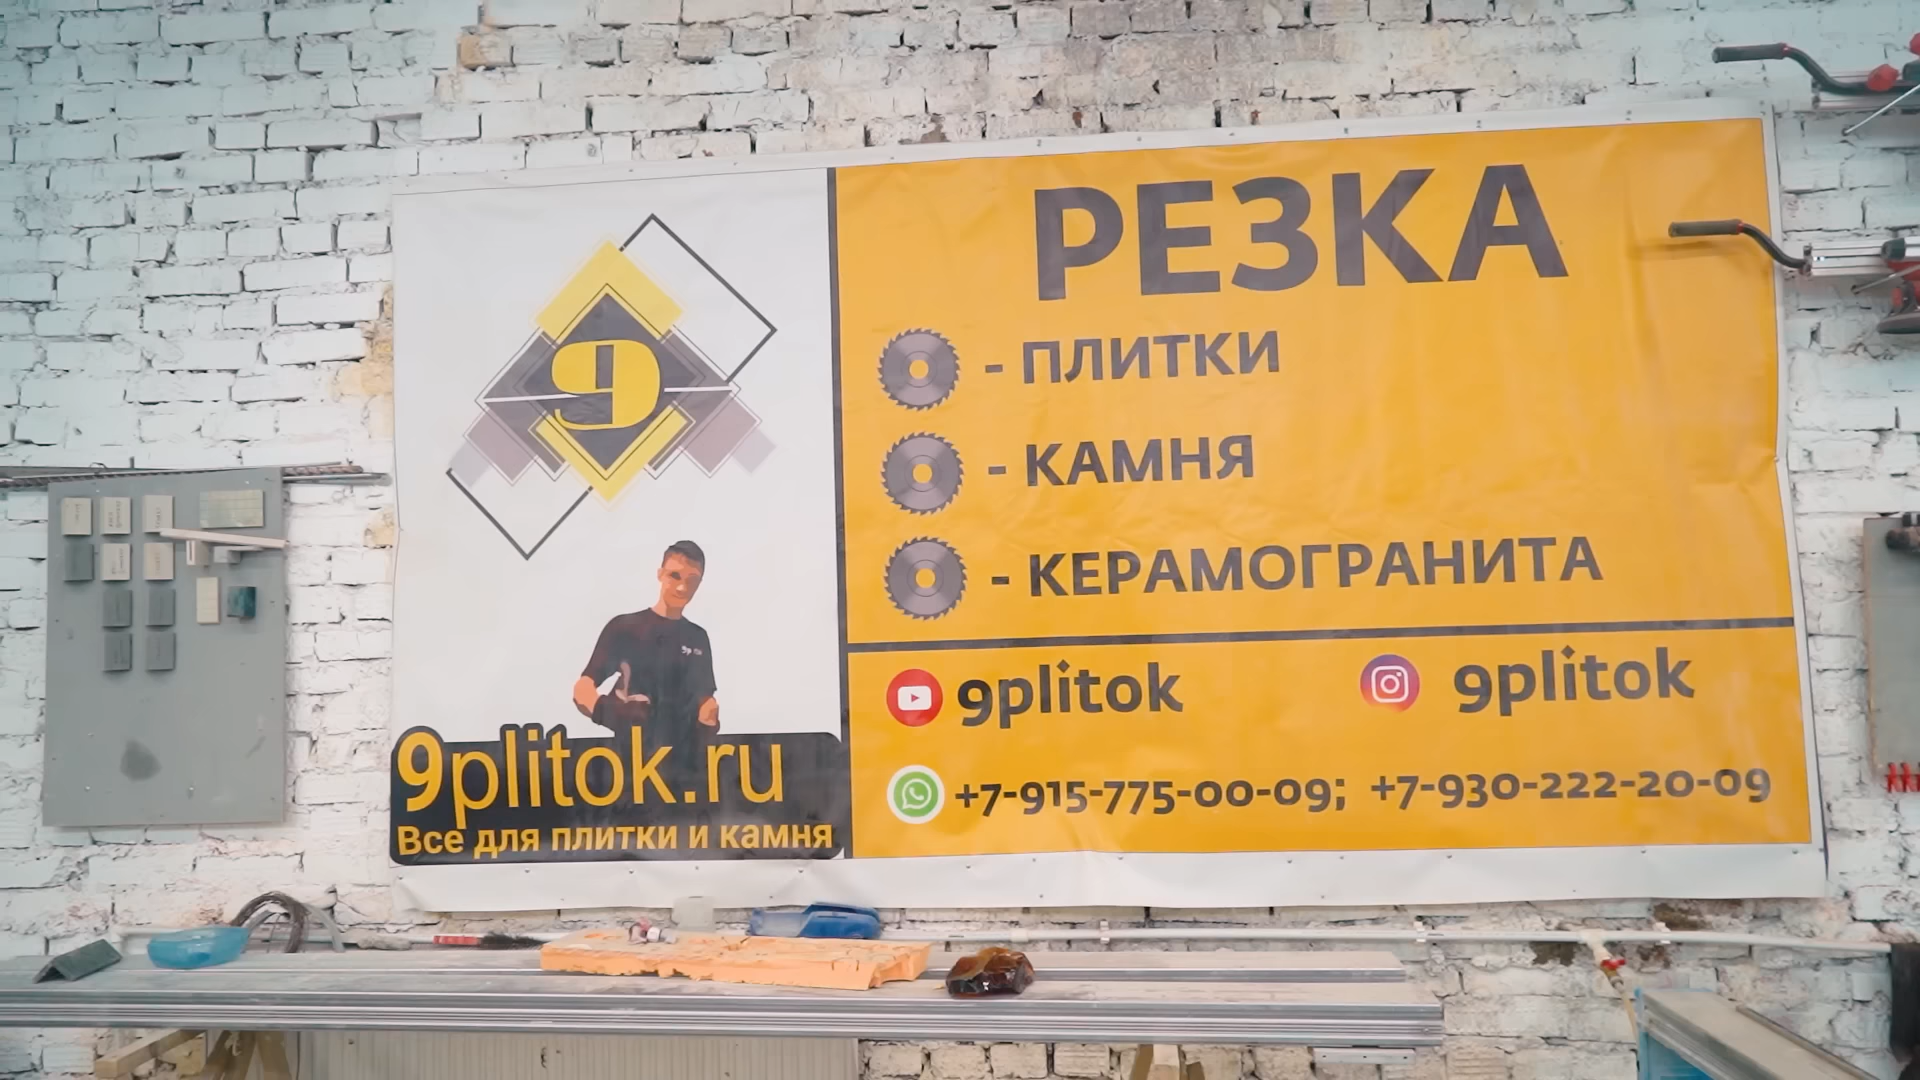 9
9plitok.ru
Все для плитки и камня
РЕЗКА
- ПЛИТКИ
- КАМНЯ
- КЕРАМОГРАНИТА
9plitok 9plitok
+7-915-775-00-09; +7-930-222-20-09